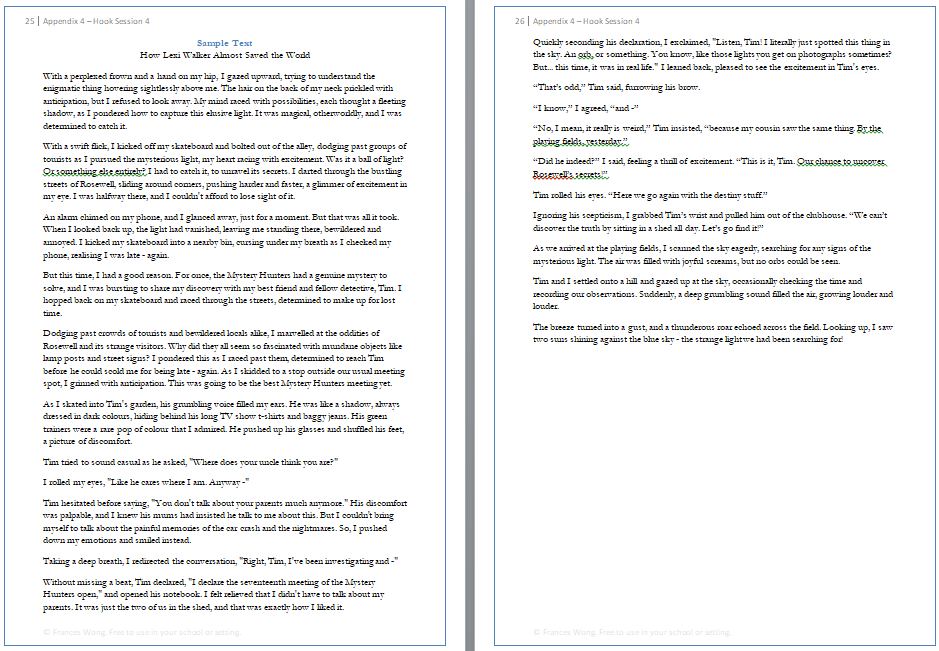 25 | Appendix 4 – Hook Session 4
Sample Text
How Lexi Walker Almost Saved the World
With a perplexed frown and a hand on my hip, I gazed upward, trying to understand the
enigmatic thing hovering sightlessly above me. The hair on the back of my neck prickled with
anticipation, but I refused to look away. My mind raced with possibilities, each thought a fleeting
shadow, as I pondered how to capture this elusive light. It was magical, otherworldly, and I was
determined to catch it.
With a swift flick, I kicked off my skateboard and bolted out of the alley, dodging past groups of
tourists as I pursued the mysterious light, my heart racing with excitement. Was it a ball of light?
Or something else entirely? I had to catch it, to unravel its secrets. I darted through the bustling
streets of Rosewell, sliding around corners, pushing harder and faster, a glimmer of excitement in
my eye. I was halfway there, and I couldn't afford to lose sight of it.
An alarm chimed on my phone, and I glanced away, just for a moment. But that was all it took.
When I looked back up, the light had vanished, leaving me standing there, bewildered and
annoyed. I kicked my skateboard into a nearby bin, cursing under my breath as I checked my
phone, realising I was late - again.
But this time, I had a good reason. For once, the Mystery Hunters had a genuine mystery to
solve, and I was bursting to share my discovery with my best friend and fellow detective, Tim. I
hopped back on my skateboard and raced through the streets, determined to make up for lost
time.
Dodging past crowds of tourists and bewildered locals alike, I marvelled at the oddities of
Rosewell and its strange visitors. Why did they all seem so fascinated with mundane objects like
lamp posts and street signs? I pondered this as I raced past them, determined to reach Tim
before he could scold me for being late - again. As I skidded to a stop outside our usual meeting
spot, I grinned with anticipation. This was going to be the best Mystery Hunters meeting yet.
As I skated into Tim's garden, his grumbling voice filled my ears. He was like a shadow, always
dressed in dark colours, hiding behind his long TV show t-shirts and baggy jeans. His green
trainers were a rare pop of colour that I admired. He pushed up his glasses and shuffled his feet,
a picture of discomfort.
Tim tried to sound casual as he asked, "Where does your uncle think you are?"
I rolled my eyes, "Like he cares where I am. Anyway -"
Tim hesitated before saying, "You don't talk about your parents much anymore." His discomfort
was palpable, and I knew his mums had insisted he talk to me about this. But I couldn't bring
myself to talk about the painful memories of the car crash and the nightmares. So, I pushed
down my emotions and smiled instead.
Taking a deep breath, I redirected the conversation, "Right, Tim, I've been investigating and -"
Without missing a beat, Tim declared, "I declare the seventeenth meeting of the Mystery
Hunters open," and opened his notebook. I felt relieved that I didn't have to talk about my
parents. It was just the two of us in the shed, and that was exactly how I liked it.
© Frances Wong. Free to use in your school or setting.
26 | Appendix 4 – Hook Session 4
Quickly seconding his declaration, I exclaimed, "Listen, Tim! I literally just spotted this thing in
the sky. An orb, or something. You know, like those lights you get on photographs sometimes?
But... this time, it was in real life." I leaned back, pleased to see the excitement in Tim's eyes.
“That's odd,” Tim said, furrowing his brow.
“I know,” I agreed, “and -”
“No, I mean, it really is weird,” Tim insisted, “because my cousin saw the same thing. By the
playing fields, yesterday.”
“Did he indeed?” I said, feeling a thrill of excitement. “This is it, Tim. Our chance to uncover
Rosewell's secrets!”
Tim rolled his eyes. “Here we go again with the destiny stuff.”
Ignoring his scepticism, I grabbed Tim's wrist and pulled him out of the clubhouse. “We can't
discover the truth by sitting in a shed all day. Let's go find it!”
As we arrived at the playing fields, I scanned the sky eagerly, searching for any signs of the
mysterious light. The air was filled with joyful screams, but no orbs could be seen.
Tim and I settled onto a hill and gazed up at the sky, occasionally checking the time and
recording our observations. Suddenly, a deep grumbling sound filled the air, growing louder and
louder.
The breeze turned into a gust, and a thunderous roar echoed across the field. Looking up, I saw
two suns shining against the blue sky - the strange light we had been searching for!
© Frances Wong. Free to use in your school or setting.